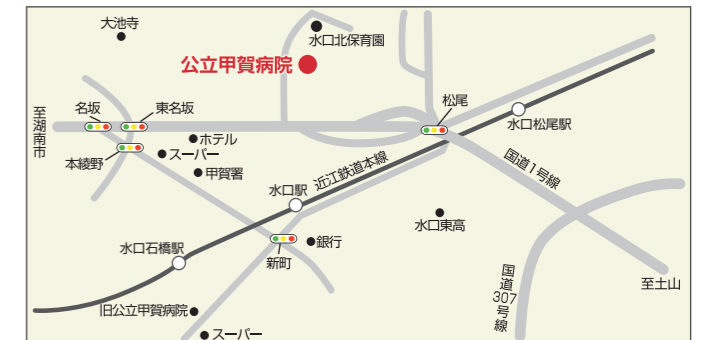 大池寺
水口北保育園
公立甲賀病院
至湖南市
名坂
東名坂
松尾
水口松尾駅
ホテル
本綾野
スーパー
甲賀署
近江鉄道本線
国道1号線
水口駅
水口東高
水口石橋駅
銀行
新町
国道307号線
至土山
旧公立甲賀病院
スーパー